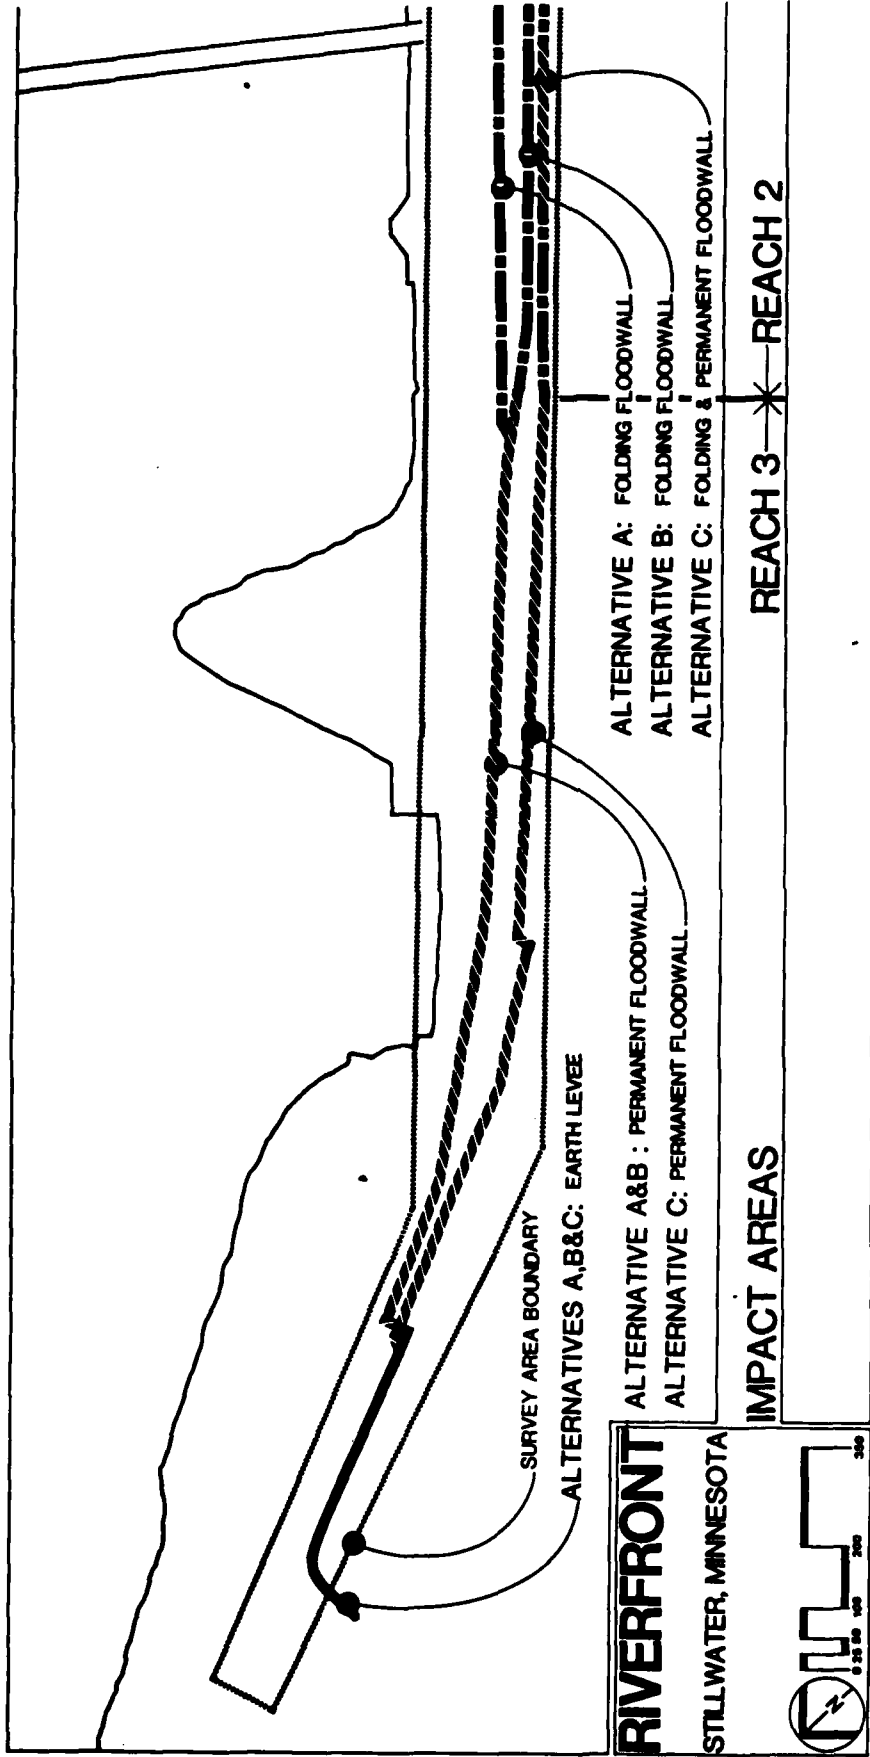 SURVEY AREA BOUNDARY
ALTERNATIVES A,B&C: EARTH LEVEE
ALTERNATIVE A&B : PERMANENT FLOODWALL
ALTERNATIVE C: PERMANENT FLOODWALL
ALTERNATIVE A: FOLDING FLOODWALL
ALTERNATIVE B: FOLDING FLOODWALL
ALTERNATIVE C: FOLDING & PERMANENT FLOODWALL
REACH 3
REACH 2
RIVERFRONT
STILLWATER, MINNESOTA
IMPACT AREAS
N
0 25 50 100 200 350